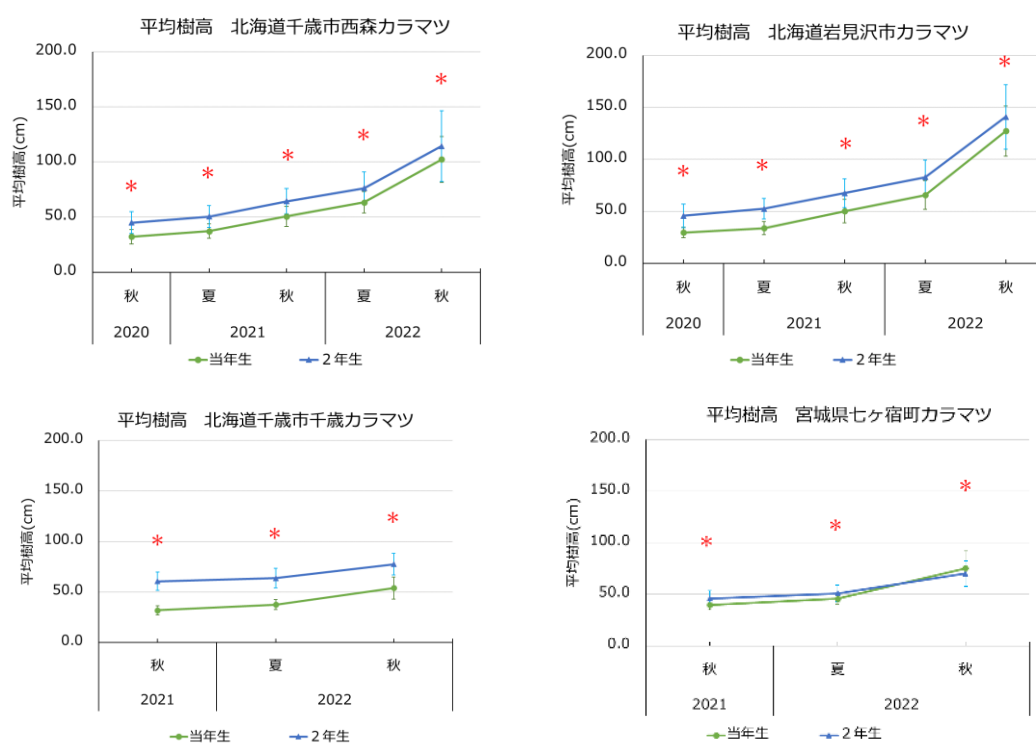 平均樹高　北海道千歳市西森カラマツ
平均樹高(cm)
200.0
150.0
100.0
50.0
0.0
* * * * *
秋 夏 秋 夏 秋
2020 2021 2022
当年生 2年生
平均樹高　北海道岩見沢市カラマツ
平均樹高(cm)
200.0
150.0
100.0
50.0
0.0
* * * * *
秋 夏 秋 夏 秋
2020 2021 2022
当年生 2年生
平均樹高　北海道千歳市千歳カラマツ
平均樹高(cm)
200.0
150.0
100.0
50.0
0.0
* * *
秋 夏 秋
2021 2022
当年生 2年生
平均樹高　宮城県七ヶ宿町カラマツ
平均樹高(cm)
200.0
150.0
100.0
50.0
0.0
* * *
秋 夏 秋
2021 2022
当年生 2年生